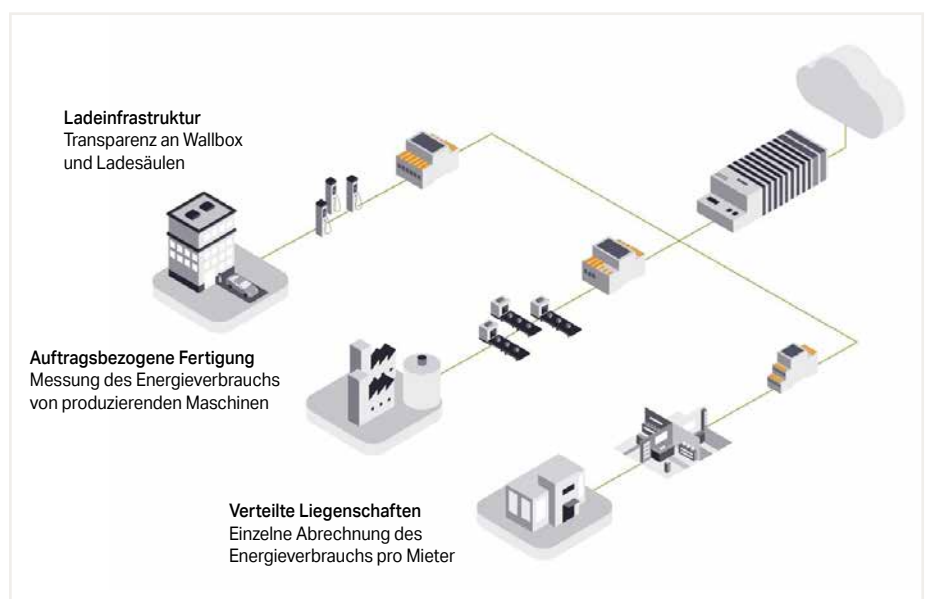 Ladeinfrastruktur
Transparenz an Wallbox
und Ladesäulen
Auftragsbezogene Fertigung
Messung des Energieverbrauchs
von produzierenden Maschinen
Verteilte Liegenschaften
Einzelne Abrechnung des
Energieverbrauchs pro Mieter